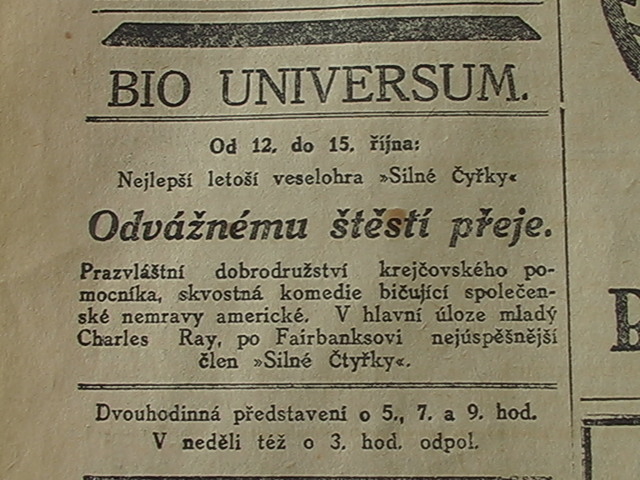 BIO UNIVERSUM.
Od 12. do 15. října:
Nejlepší letoší veselohra »Silné Čyřky«
Odvážnému štěstí přeje.
Prazvláštní dobrodružství krejčovského po-
mocníka, skvostná komedie bičující společen-
ské nemravy americké. V hlavní úloze mladý
Charles Ray, po Fairbanksovi nejúspěšnější
člen »Silné Čtyřky«.
Dvouhodinná představení o 5., 7. a 9. hod.
V neděli též o 3. hod. odpol.